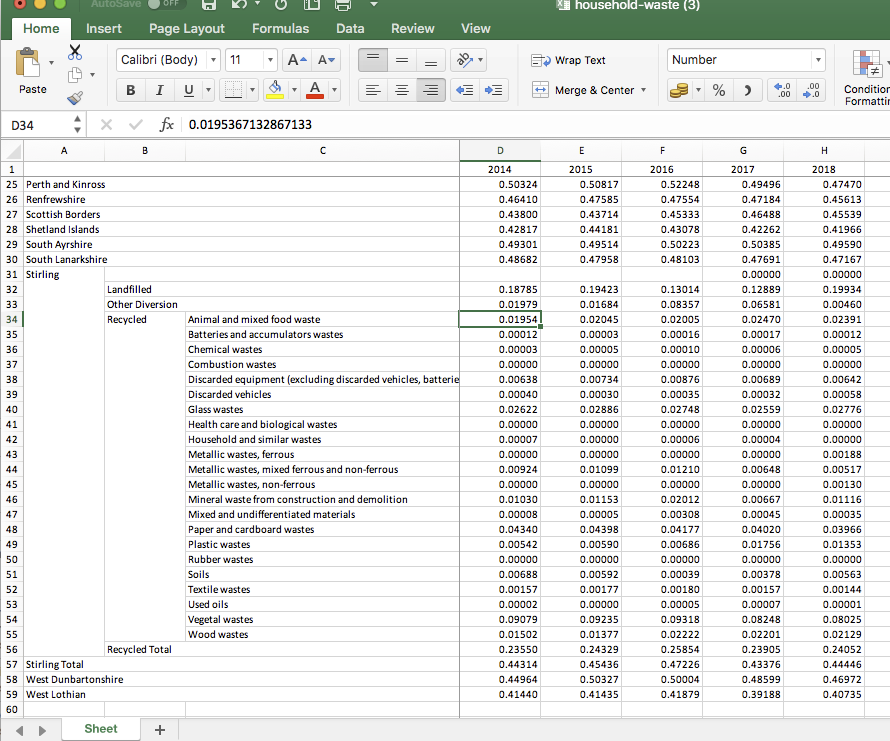 AutoSave OFF household-waste (3)
Home Insert Page Layout Formulas Data Review View
Paste Calibri (Body) 11 A A Wrap Text Number
B I U A Merge & Center % .0 .00 .00 .0 Condition
Formattin
D34 fx 0.0195367132867133
A B C D E F G H
1 2014 2015 2016 2017 2018
25 Perth and Kinross 0.50324 0.50817 0.52248 0.49496 0.47470
26 Renfrewshire 0.46410 0.47585 0.47554 0.47184 0.45613
27 Scottish Borders 0.43800 0.43714 0.45333 0.46488 0.45539
28 Shetland Islands 0.42817 0.44181 0.43078 0.42262 0.41966
29 South Ayrshire 0.49301 0.49514 0.50223 0.50385 0.49590
30 South Lanarkshire 0.48682 0.47958 0.48103 0.47691 0.47167
31 Stirling 0.00000 0.00000
32 Landfilled 0.18785 0.19423 0.13014 0.12889 0.19934
33 Other Diversion 0.01979 0.01684 0.08357 0.06581 0.00460
34 Recycled Animal and mixed food waste 0.01954 0.02045 0.02005 0.02470 0.02391
35 Batteries and accumulators wastes 0.00012 0.00003 0.00016 0.00017 0.00012
36 Chemical wastes 0.00003 0.00005 0.00010 0.00006 0.00005
37 Combustion wastes 0.00000 0.00000 0.00000 0.00000 0.00000
38 Discarded equipment (excluding discarded vehicles, batterie 0.00638 0.00734 0.00876 0.00689 0.00642
39 Discarded vehicles 0.00040 0.00030 0.00035 0.00032 0.00058
40 Glass wastes 0.02622 0.02886 0.02748 0.02559 0.02776
41 Health care and biological wastes 0.00000 0.00000 0.00000 0.00000 0.00000
42 Household and similar wastes 0.00007 0.00000 0.00006 0.00004 0.00000
43 Metallic wastes, ferrous 0.00000 0.00000 0.00000 0.00000 0.00188
44 Metallic wastes, mixed ferrous and non-ferrous 0.00924 0.01099 0.01210 0.00648 0.00517
45 Metallic wastes, non-ferrous 0.00000 0.00000 0.00000 0.00000 0.00130
46 Mineral waste from construction and demolition 0.01030 0.01153 0.02012 0.00667 0.01116
47 Mixed and undifferentiated materials 0.00008 0.00005 0.00308 0.00045 0.00035
48 Paper and cardboard wastes 0.04340 0.04398 0.04177 0.04020 0.03966
49 Plastic wastes 0.00542 0.00590 0.00686 0.01756 0.01353
50 Rubber wastes 0.00000 0.00000 0.00000 0.00000 0.00000
51 Soils 0.00688 0.00592 0.00039 0.00378 0.00563
52 Textile wastes 0.00157 0.00177 0.00180 0.00157 0.00144
53 Used oils 0.00002 0.00000 0.00005 0.00007 0.00001
54 Vegetal wastes 0.09079 0.09235 0.09318 0.08248 0.08025
55 Wood wastes 0.01502 0.01377 0.02222 0.02201 0.02129
56 Recycled Total 0.23550 0.24329 0.25854 0.23905 0.24052
57 Stirling Total 0.44314 0.45436 0.47226 0.43376 0.44446
58 West Dunbartonshire 0.44964 0.50327 0.50004 0.48599 0.46972
59 West Lothian 0.41440 0.41435 0.41879 0.39188 0.40735
60
Sheet +